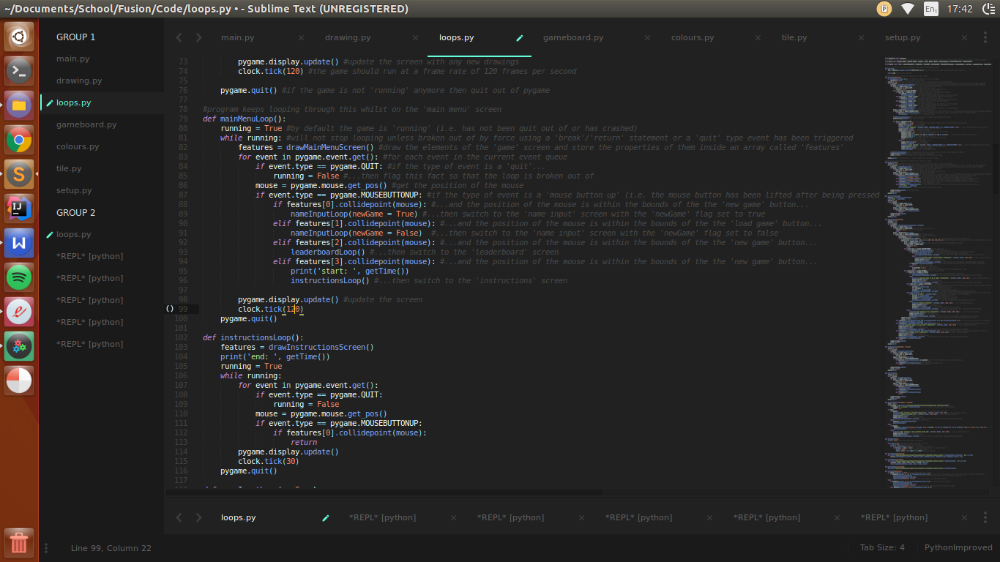 ~/Documents/School/Fusion/Code/loops.py • - Sublime Text (UNREGISTERED)
P
En1
17:42
GROUP 1
main.py
drawing.py
loops.py
gameboard.py
colours.py
tile.py
setup.py
GROUP 2
loops.py
*REPL* [python]
*REPL* [python]
*REPL* [python]
*REPL* [python]
*REPL* [python]
main.py × drawing.py × loops.py gameboard.py × colours.py × tile.py × setup.py ×
73 pygame.display.update() #update the screen with any new drawings
74 clock.tick(120) #the game should run at a frame rate of 120 frames per second
75
76 pygame.quit() #if the game is not 'running' anymore then quit out of pygame
77
78 #program keeps looping through this whilst on the 'main menu' screen
79 def mainMenuLoop():
80 running = True #by default the game is 'running' (i.e. has not been quit out of or has crashed)
81 while running: #will not stop looping unless broken out of by force using a 'break'/'return' statement or a 'quit' type event has been triggered
82 features = drawMainMenuScreen() #draw the elements of the 'game' screen and store the properties of them inside an array called 'features'
83 for event in pygame.event.get(): #for each event in the current event queue
84 if event.type == pygame.QUIT: #if the type of event is a 'quit'...
85 running = False #...then flag this fact so that the loop is broken out of
86 mouse = pygame.mouse.get_pos() #get the position of the mouse
87 if event.type == pygame.MOUSEBUTTONUP: #if the type of event is a 'mouse button up' (i.e. the mouse button has been lifted after being pressed
88 if features[0].collidepoint(mouse): #...and the position of the mouse is within the bounds of the the 'new game' button...
89 nameInputLoop(newGame = True) #...then switch to the 'name input' screen with the 'newGame' flag set to true
90 elif features[1].collidepoint(mouse): #...and the position of the mouse is within the bounds of the the 'load game' button...
91 nameInputLoop(newGame = False) #...then switch to the 'name input' screen with the 'newGame' flag set to false
92 elif features[2].collidepoint(mouse): #...and the position of the mouse is within the bounds of the the 'new game' button...
93 leaderboardLoop() #...then switch to the 'leaderboard' screen
94 elif features[3].collidepoint(mouse): #...and the position of the mouse is within the bounds of the the 'new game' button...
95 print('start: ', getTime())
96 instructionsLoop() #...then switch to the 'instructions' screen
97
98 pygame.display.update() #update the screen
() 99 clock.tick(120)
100 pygame.quit()
101
102 def instructionsLoop():
103 features = drawInstructionsScreen()
104 print('end: ', getTime())
105 running = True
106 while running:
107 for event in pygame.event.get():
108 if event.type == pygame.QUIT:
109 running = False
110 mouse = pygame.mouse.get_pos()
111 if event.type == pygame.MOUSEBUTTONUP:
112 if features[0].collidepoint(mouse):
113 return
114 pygame.display.update()
115 clock.tick(30)
116 pygame.quit()
117
loops.py *REPL* [python] × *REPL* [python] × *REPL* [python] × *REPL* [python] × *REPL* [python] ×
Line 99, Column 22
Tab Size: 4
PythonImproved